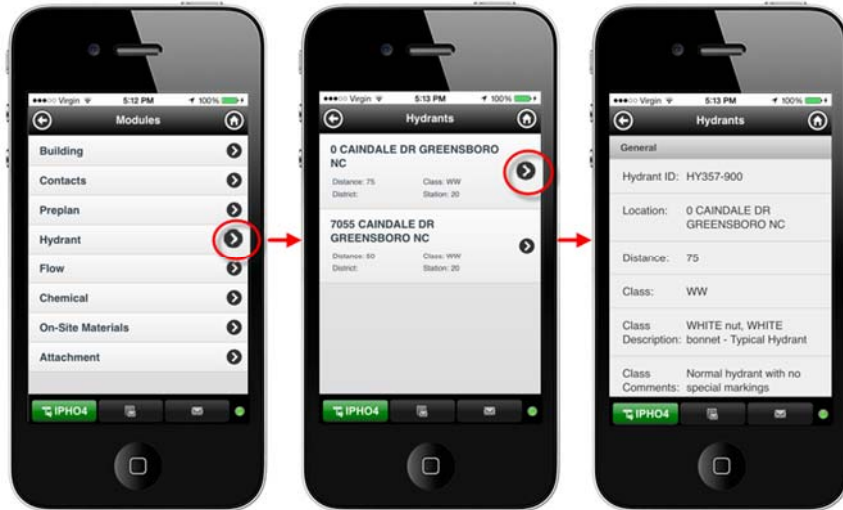 Virgin 5:12 PM 100%
Modules
Building
Contacts
Preplan
Hydrant
Flow
Chemical
On-Site Materials
Attachment
IPHO4
Virgin 5:13 PM 100%
Hydrants
0 CAINDALE DR GREENSBORO
NC
Distance: 75 Class: WW
District: Station: 20
7055 CAINDALE DR
GREENSBORO NC
Distance: 50 Class: WW
District: Station: 20
IPHO4
Virgin 5:13 PM 100%
Hydrants
General
Hydrant ID: HY357-900
Location: 0 CAINDALE DR
GREENSBORO NC
Distance: 75
Class: WW
Class WHITE nut, WHITE
Description: bonnet - Typical Hydrant
Class Normal hydrant with no
Comments: special markings
IPHO4